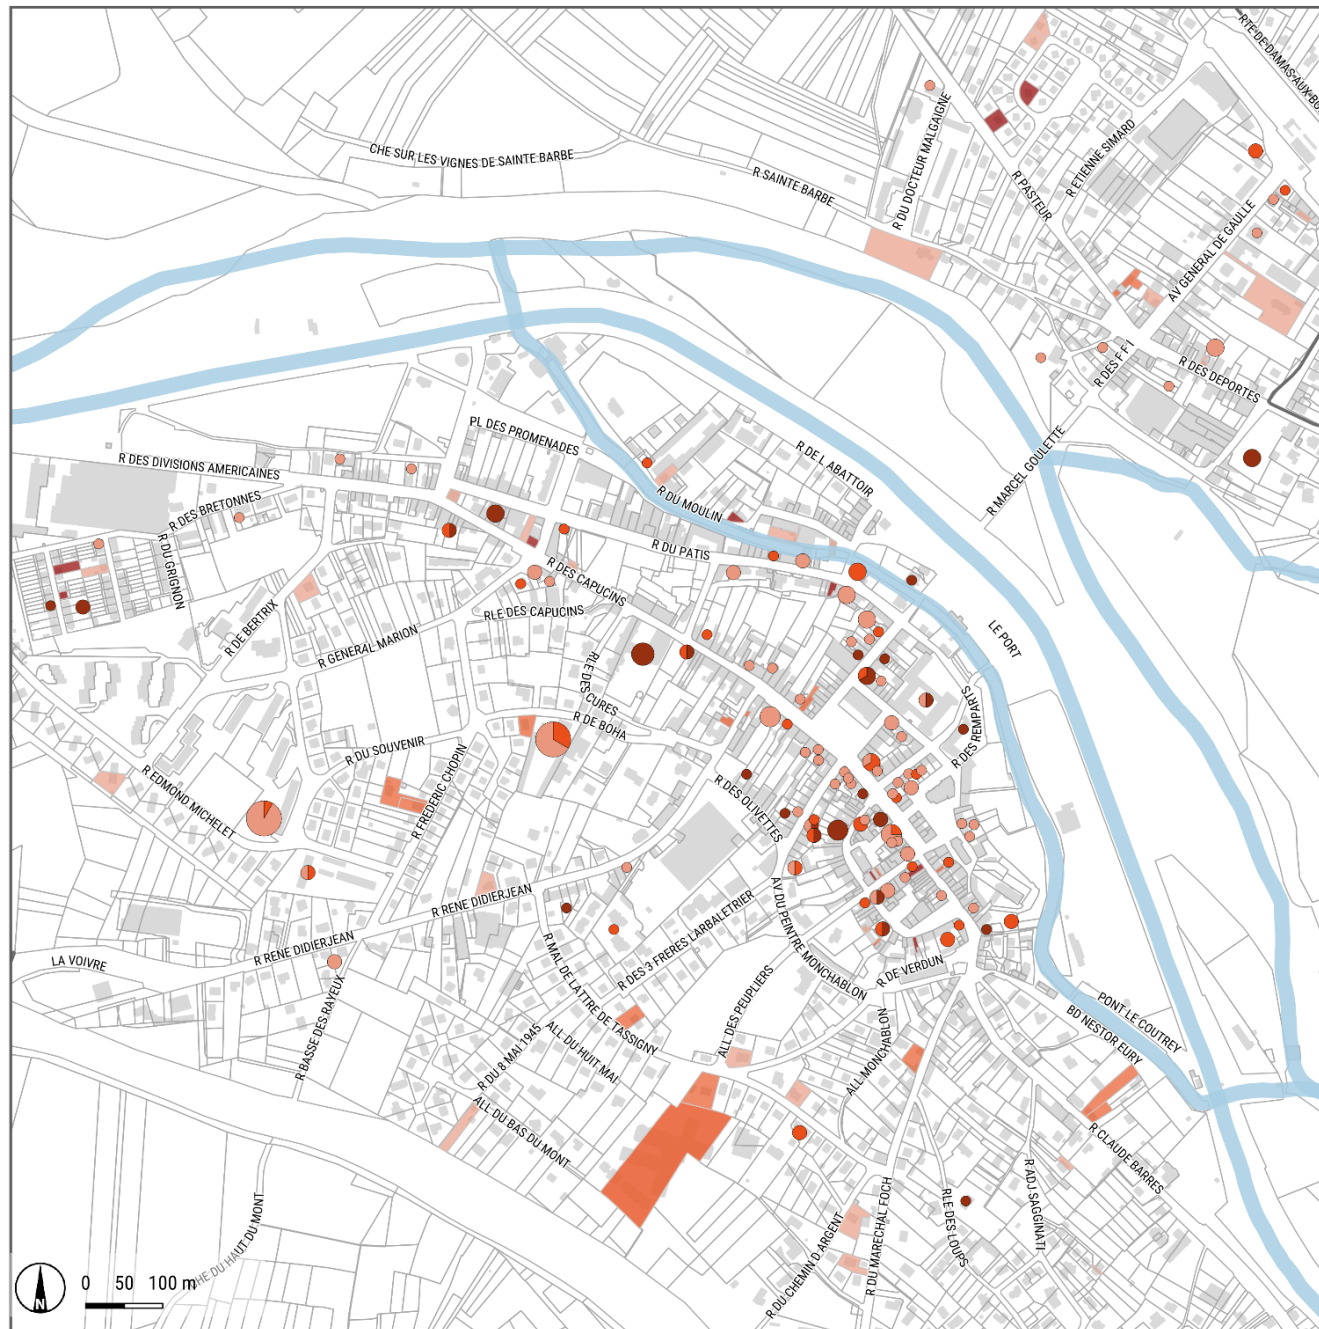 RTE-DE-DAMAS-AUX-BO
CHE SUR LES VIGNES DE SAINTE BARBE
R SAINTE BARBE
R DU DOCTEUR MALGAIGNE
R PASTEUR
R ETIENNE SIMARD
AV GENERAL DE GAULLE
R DES F F I
R DES DEPORTES
R MARCEL GOULETTE
PL DES PROMENADES
R DE L ABATTOIR
R DES DIVISIONS AMERICAINES
R DES BRETONNES
R DU GRIGNON
R DU MOULIN
R DU PATIS
R DES CAPUCINS
RLE DES CAPUCINS
R DE BERTRIX
R GENERAL MARION
RLE DES
CURES
R DE BOHA
LE PORT
R DES REMPARTS
R DU SOUVENIR
R FREDERIC CHOPIN
R EDMOND MICHELET
R DES OLIVETTES
R RENE DIDIERJEAN
R RENE DIDIERJEAN
LA VOIVRE
R BASSE DES RAYEUX
R MAL DE LATTRE DE TASSIGNY
R DES 3 FRERES LARBALETRIER
AV DU PEINTRE MONCHABLON
R DE VERDUN
ALL DES PEUPLIERS
ALL MONCHABLON
PONT LE COUTREY
BD NESTOR EURY
R DU 8 MAI 1945
ALL DU HUIT MAI
ALL DU BAS DU MONT
R CLAUDE BARRES
R ADJ SAGGINATI
RLE DES LOUPS
R DU MARECHAL FOCH
R DU CHEMIN D ARGENT
HE DU HAUT DU MONT
N
0 50 100 m